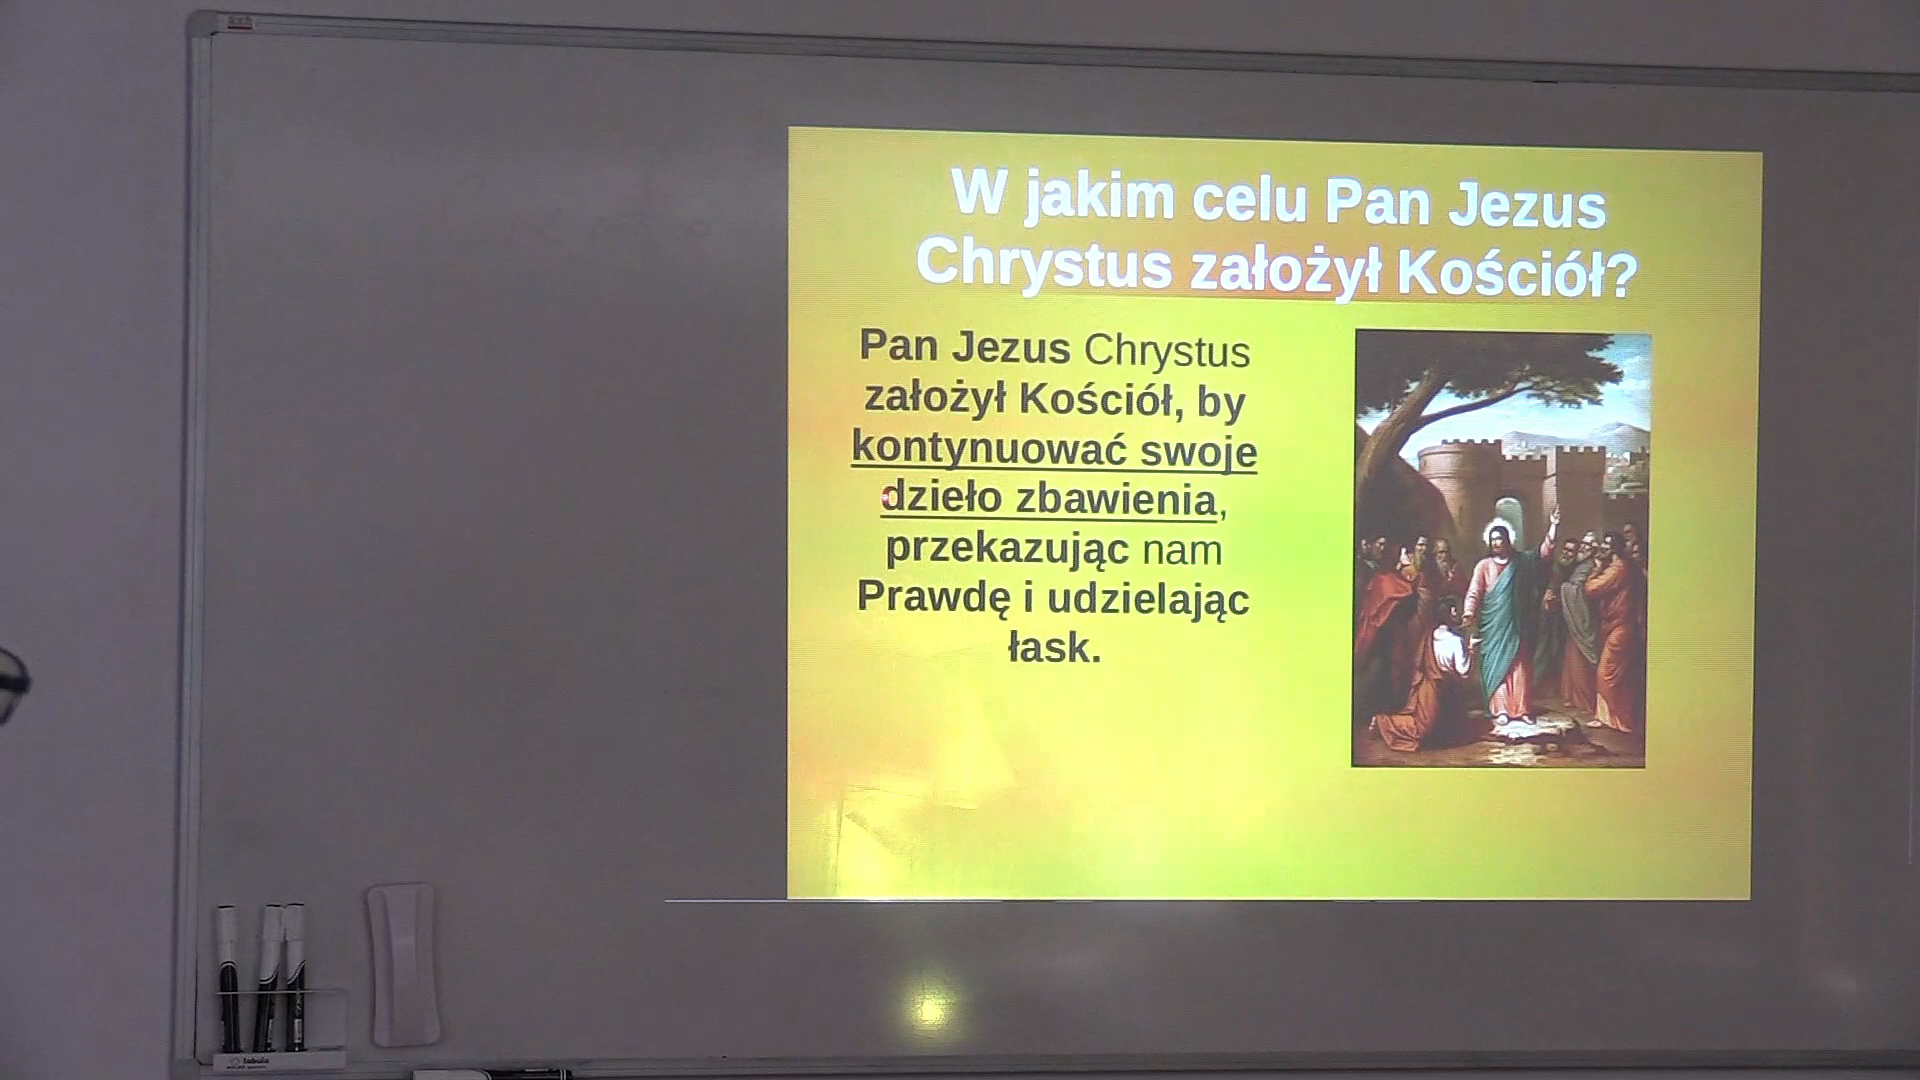 W jakim celu Pan Jezus
Chrystus założył Kościół?
Pan Jezus Chrystus
założył Kościół, by
kontynuować swoje
dzieło zbawienia,
przekazując nam
Prawdę i udzielając
łask.
tabula